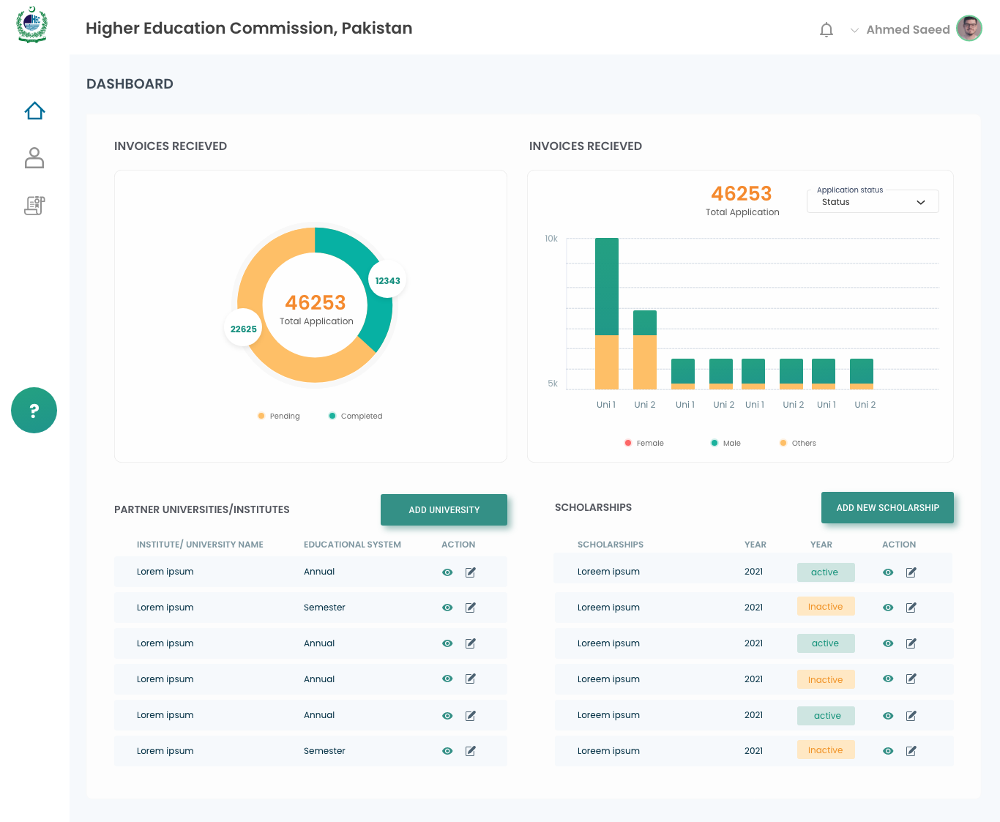 HEC
Higher Education Commission, Pakistan
Ahmed Saeed
DASHBOARD
INVOICES RECIEVED
46253
Total Application
12343
22625
Pending
Completed
INVOICES RECIEVED
46253
Total Application
Application status
Status
10k
5k
Uni 1 Uni 2 Uni 1 Uni 2 Uni 1 Uni 2 Uni 1 Uni 2
Female Male Others
?
PARTNER UNIVERSITIES/INSTITUTES
ADD UNIVERSITY
INSTITUTE/ UNIVERSITY NAME EDUCATIONAL SYSTEM ACTION
Lorem ipsum Annual
Lorem ipsum Semester
Lorem ipsum Annual
Lorem ipsum Annual
Lorem ipsum Annual
Lorem ipsum Semester
SCHOLARSHIPS
ADD NEW SCHOLARSHIP
SCHOLARSHIPS YEAR YEAR ACTION
Loreem ipsum 2021 active
Loreem ipsum 2021 Inactive
Loreem ipsum 2021 active
Loreem ipsum 2021 Inactive
Loreem ipsum 2021 active
Loreem ipsum 2021 Inactive